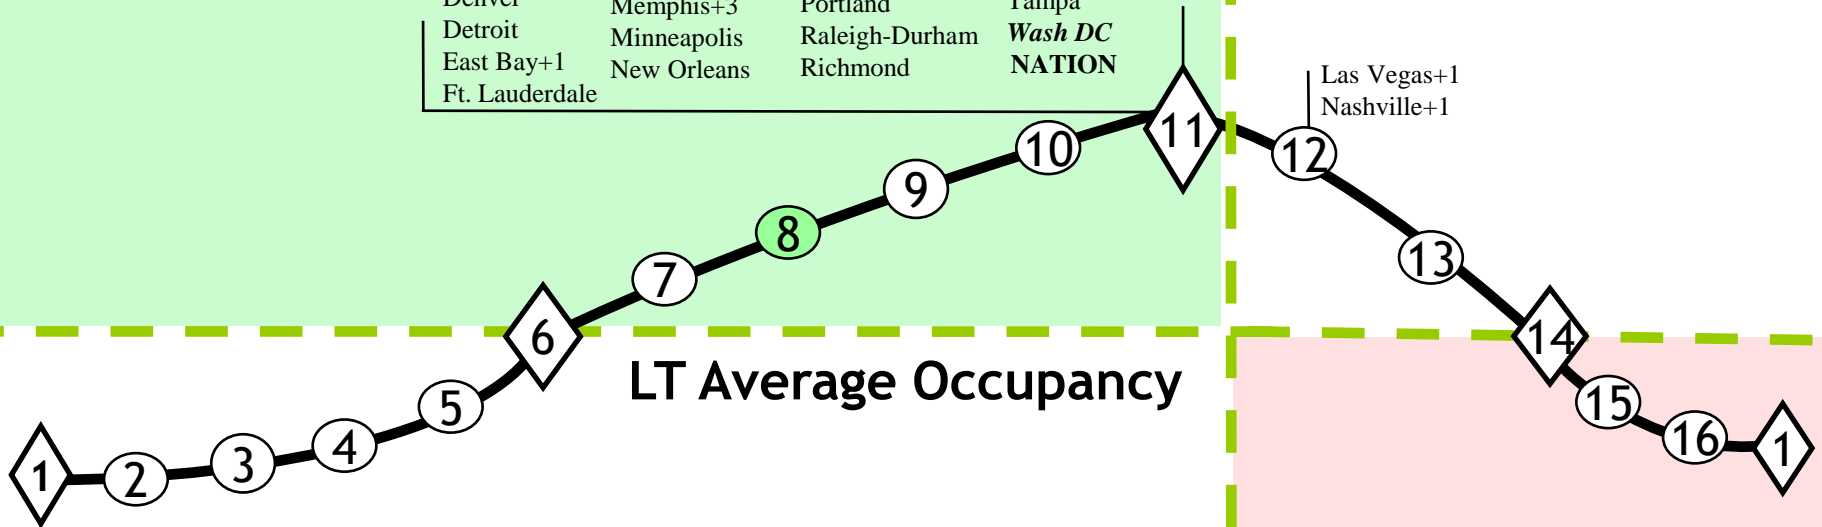 Denver
Detroit
East Bay+1
Ft. Lauderdale
Memphis+3
Minneapolis
New Orleans
Portland
Raleigh-Durham
Richmond
Tampa
Wash DC
NATION
Las Vegas+1
Nashville+1
11
12
10
9
8
13
7
6
14
LT Average Occupancy
5
15
4
16
3
2
1
1